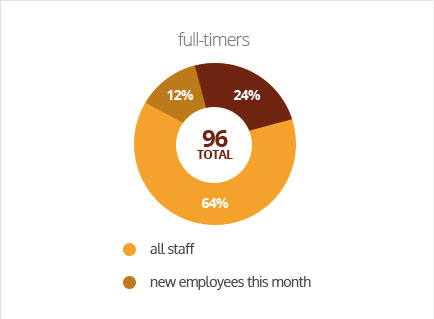 full-timers
12%
24%
96
TOTAL
64%
all staff
new employees this month